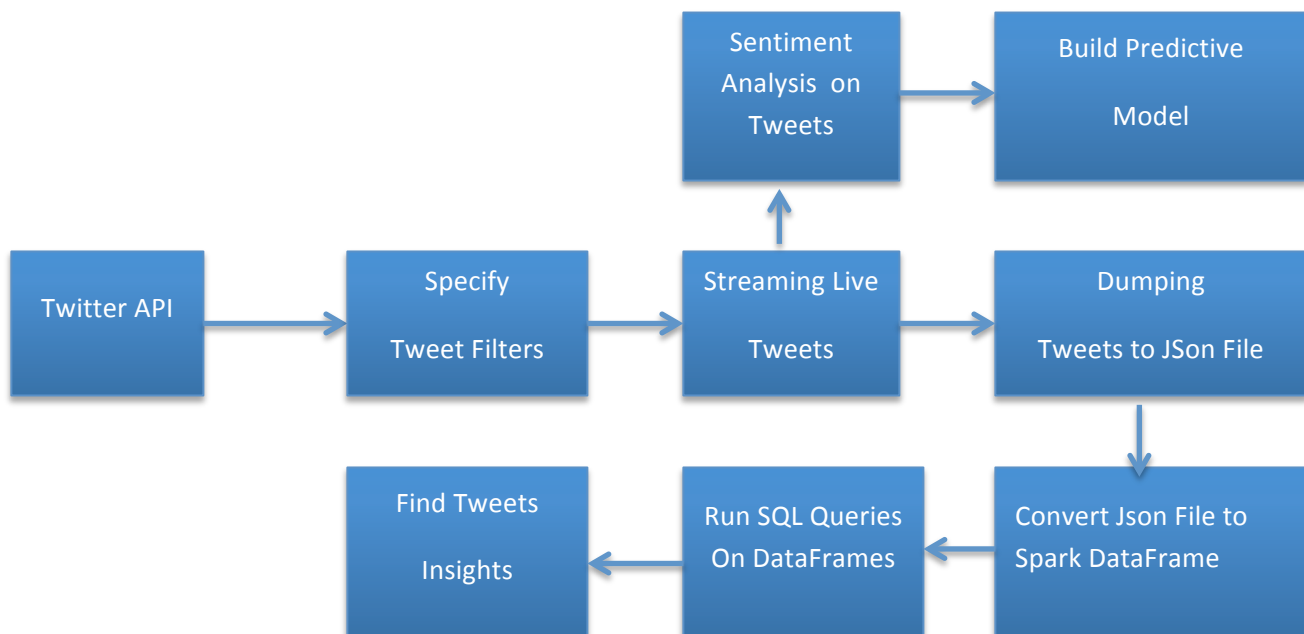 Sentiment
Analysis on
Tweets
Build Predictive
Model
Twitter API
Specify
Tweet Filters
Streaming Live
Tweets
Dumping
Tweets to JSon File
Find Tweets
Insights
Run SQL Queries
On DataFrames
Convert Json File to
Spark DataFrame